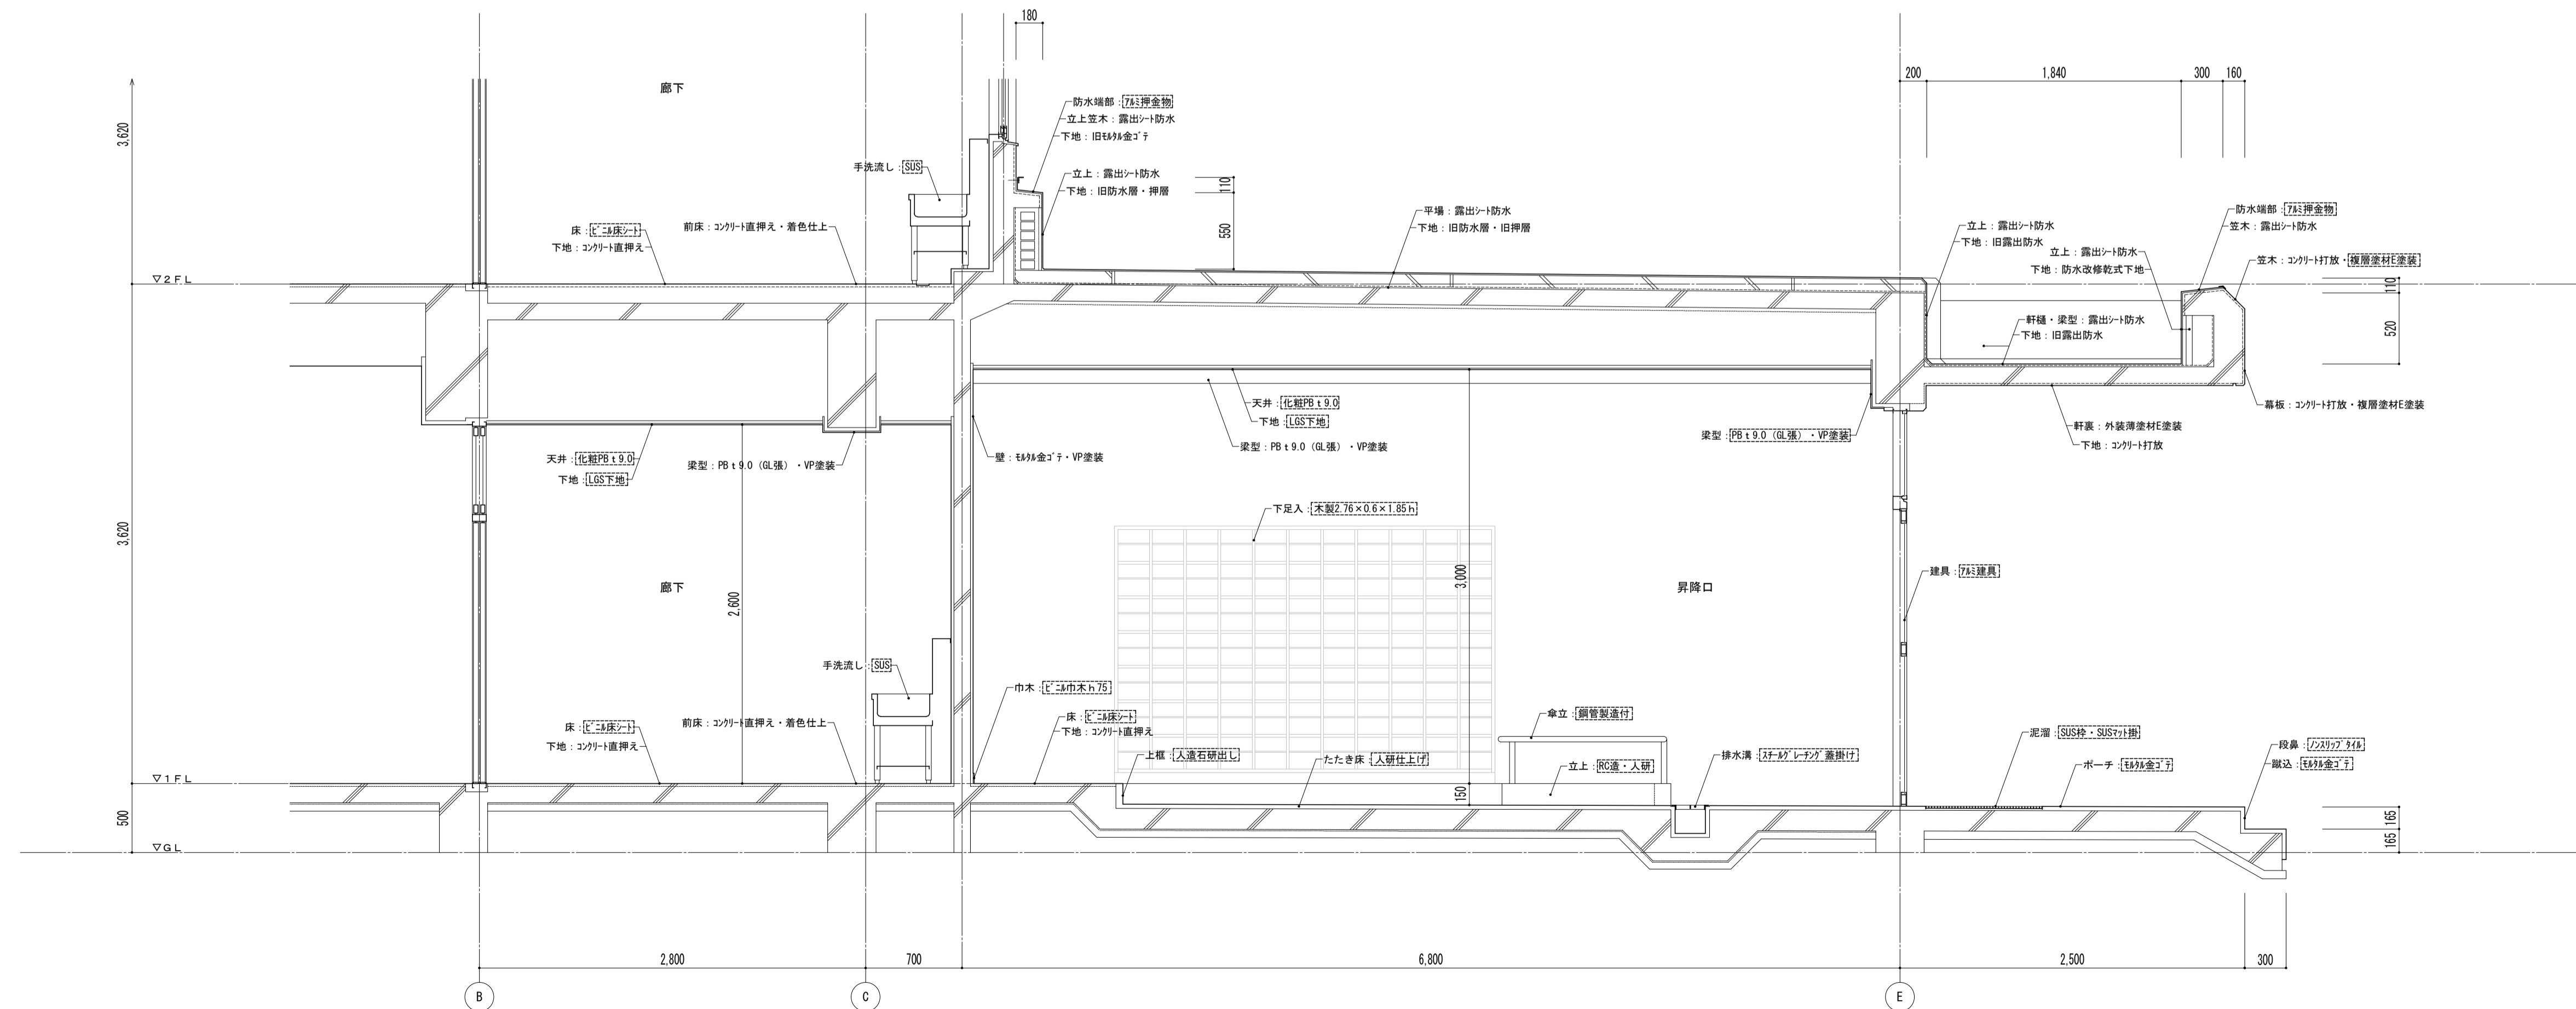 180
200
1,840
300
160
廊下
3,620
防水端部：ｱﾙﾐ押金物
立上笠木：露出ｼｰﾄ防水
下地：旧ﾓﾙﾀﾙ金ｺﾞﾃ
手洗流し：SUS
立上：露出ｼｰﾄ防水
下地：旧防水層・押層
110
550
平場：露出ｼｰﾄ防水
下地：旧防水層・旧押層
床：ﾋﾞﾆﾙ床ｼｰﾄ
下地：ｺﾝｸﾘｰﾄ直押え
前床：ｺﾝｸﾘｰﾄ直押え・着色仕上
立上：露出ｼｰﾄ防水
下地：旧露出防水
立上：露出ｼｰﾄ防水
下地：防水改修乾式下地
防水端部：ｱﾙﾐ押金物
笠木：露出ｼｰﾄ防水
笠木：ｺﾝｸﾘｰﾄ打放・複層塗材E塗装
▽２ＦＬ
110
520
軒樋・梁型：露出ｼｰﾄ防水
下地：旧露出防水
天井：化粧PBｔ9.0
下地：LGS下地
梁型：PBｔ9.0（GL張）・VP塗装
幕板：ｺﾝｸﾘｰﾄ打放・複層塗材E塗装
軒裏：外装薄塗材E塗装
下地：ｺﾝｸﾘｰﾄ打放
梁型：PBｔ9.0（GL張）・VP塗装
壁：ﾓﾙﾀﾙ金ｺﾞﾃ・VP塗装
天井：化粧PBｔ9.0
下地：LGS下地
梁型：PBｔ9.0（GL張）・VP塗装
下足入：木製2.76×0.6×1.85ｈ
3,620
廊下
2,600
3,000
昇降口
建具：ｱﾙﾐ建具
手洗流し：SUS
巾木：ﾋﾞﾆﾙ巾木ｈ75
床：ﾋﾞﾆﾙ床ｼｰﾄ
下地：ｺﾝｸﾘｰﾄ直押え
床：ﾋﾞﾆﾙ床ｼｰﾄ
下地：ｺﾝｸﾘｰﾄ直押え
前床：ｺﾝｸﾘｰﾄ直押え・着色仕上
上框：人造石研出し
たたき床：人研仕上げ
傘立：鋼管製造付
立上：RC造・人研
排水溝：ｽﾁｰﾙｸﾞﾚｰﾁﾝｸﾞ蓋掛け
泥溜：SUS枠・SUSﾏｯﾄ掛
ポーチ：ﾓﾙﾀﾙ金ｺﾞﾃ
段鼻：ﾉﾝｽﾘｯﾌﾟﾀｲﾙ
蹴込：ﾓﾙﾀﾙ金ｺﾞﾃ
▽１ＦＬ
500
150
165
165
▽ＧＬ
2,800
700
6,800
2,500
300
B
C
E